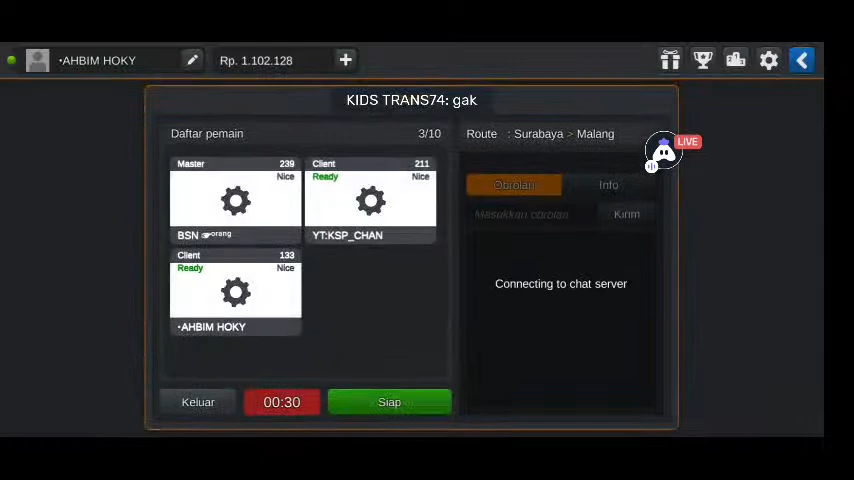 •AHBIM HOKY
Rp. 1.102.128
KIDS TRANS74: gak
Daftar pemain 3/10
Route : Surabaya > Malang
LIVE
Master 239
Nice
BSN 👉orang
Client 211
Ready Nice
YT:KSP_CHAN
Client 133
Ready Nice
•AHBIM HOKY
Obrolan Info
Masukkan obrolan Kirim
Connecting to chat server
Keluar 00:30 Siap